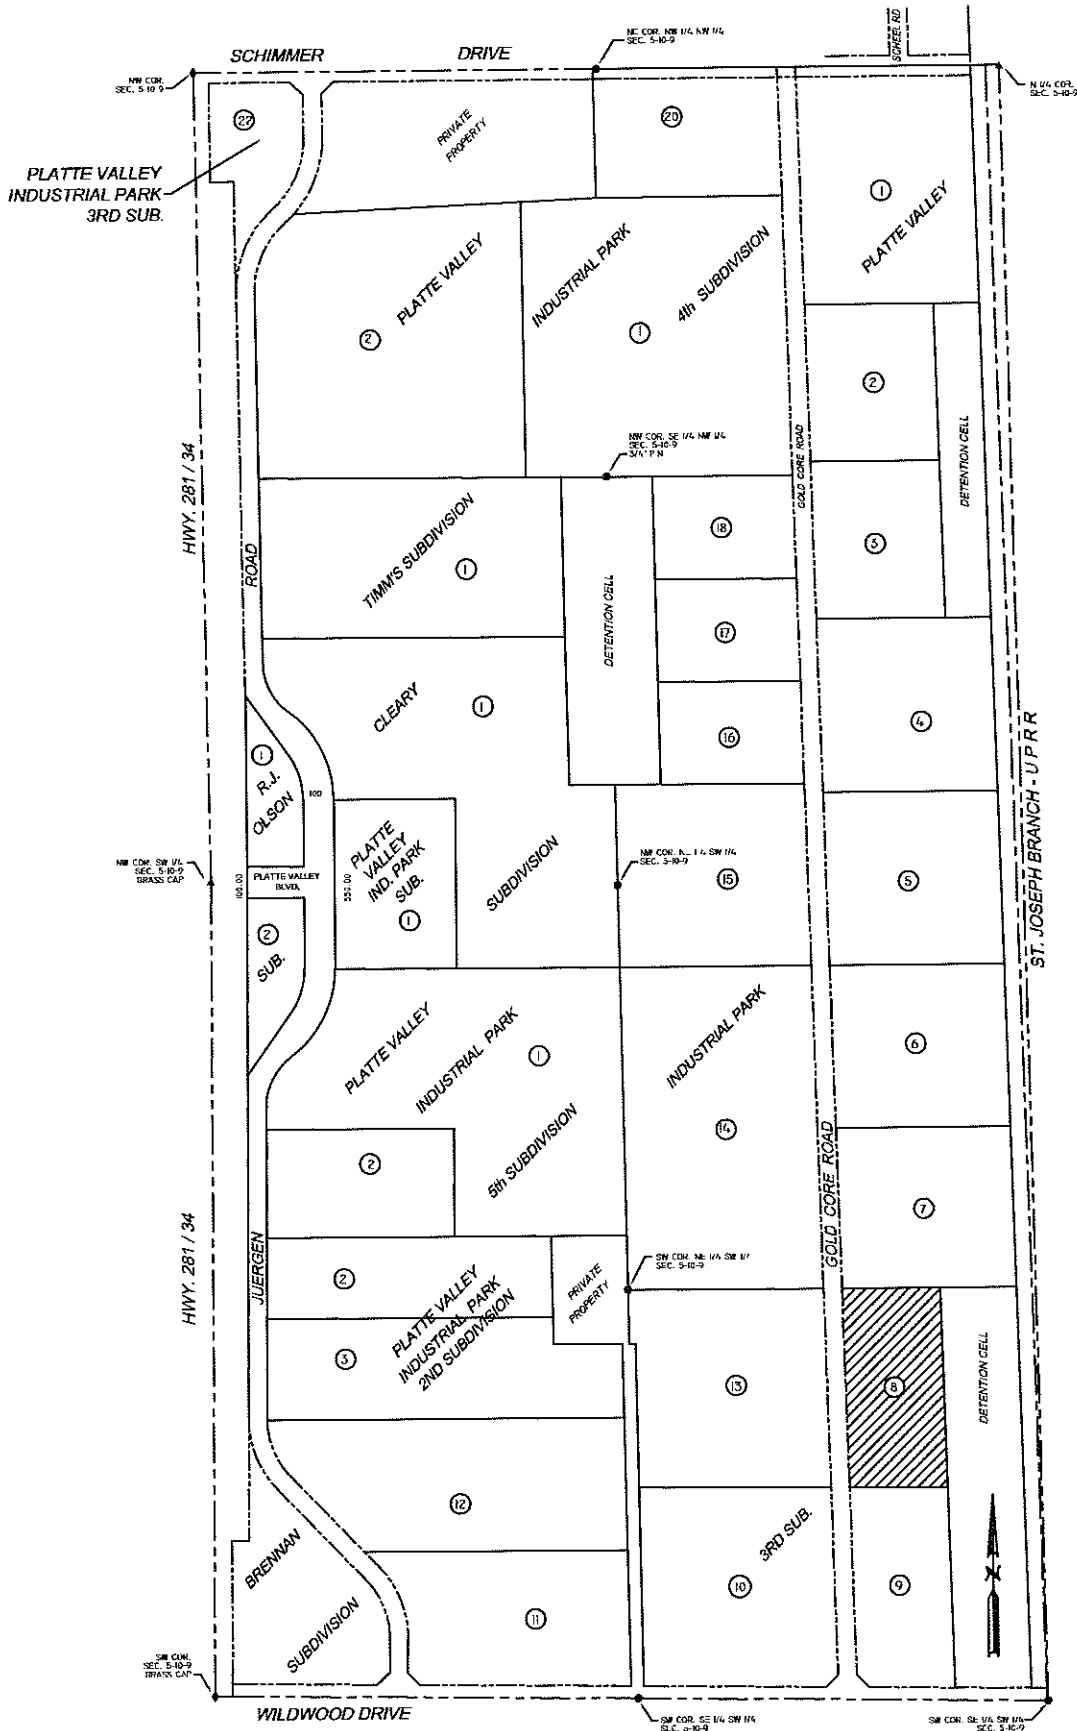 SCHIMMER DRIVE
SCHEEL RD
NE COR. NW 1/4 NW 1/4
SEC. 5-10-9
NW COR.
SEC. 5-10-9
N 1/4 COR.
SEC. 5-10-9
22
PRIVATE
PROPERTY
20
1
PLATTE VALLEY
PLATTE VALLEY
INDUSTRIAL PARK
3RD SUB.
2
PLATTE VALLEY
INDUSTRIAL PARK
1
4th SUBDIVISION
2
DETENTION CELL
3
GOLD CORE ROAD
NW COR. SE 1/4 NW 1/4
SEC. 5-10-9
HWY. 281 / 34
ROAD
TIMM'S SUBDIVISION
1
DETENTION CELL
18
17
16
4
CLEARY
1
SUBDIVISION
1
R.J.
OLSON
100
PLATTE VALLEY
BLVD.
100.00
550.00
2
SUB.
PLATTE
VALLEY
IND. PARK
SUB.
1
NW COR. SW 1/4
SEC. 5-10-9
BRASS CAP
SEC. 5-10-9
15
5
ST. JOSEPH BRANCH - U P R R
PLATTE VALLEY
INDUSTRIAL PARK
1
5th SUBDIVISION
INDUSTRIAL PARK
14
6
7
GOLD CORE ROAD
2
HWY. 281 / 34
JUERGEN
2
PLATTE VALLEY
INDUSTRIAL PARK
2ND SUBDIVISION
3
PRIVATE
PROPERTY
SW COR. NE 1/4 SW 1/4
SEC. 5-10-9
13
8
DETENTION CELL
12
3RD SUB.
10
9
N
BRENNAN
SUBDIVISION
11
SW COR.
SEC. 5-10-9
BRASS CAP
WILDWOOD DRIVE
SW COR. SE 1/4 SW 1/4
SW COR. SE 1/4 SW 1/4
SEC. 5-10-9